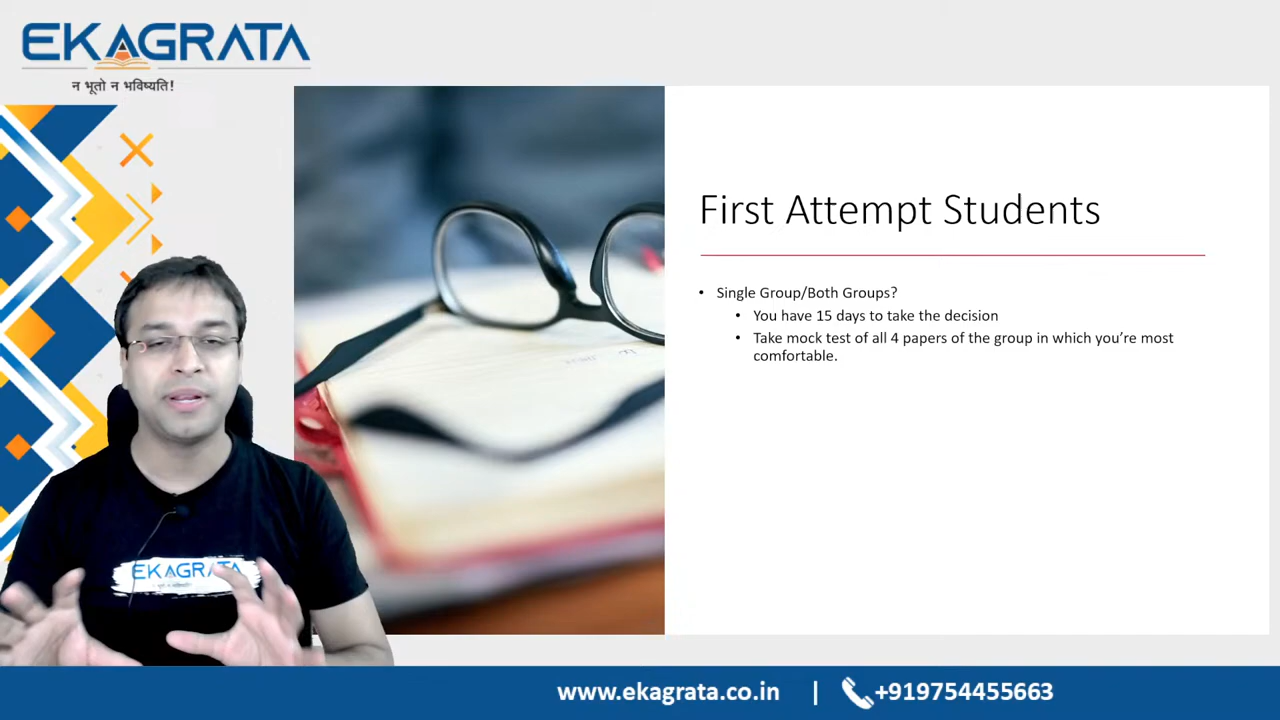 EKAGRATA
न भूतो न भविष्यति!
First Attempt Students
• Single Group/Both Groups?
• You have 15 days to take the decision
• Take mock test of all 4 papers of the group in which you’re most
comfortable.
EKAGRATA
www.ekagrata.co.in | +919754455663